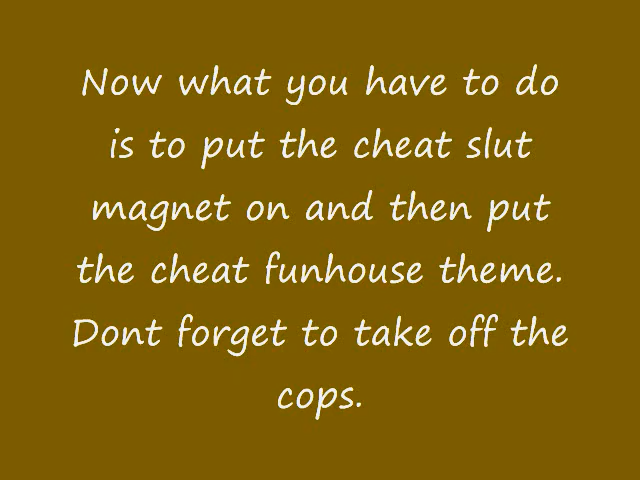 Now what you have to do
is to put the cheat slut
magnet on and then put
the cheat funhouse theme.
Dont forget to take off the
cops.